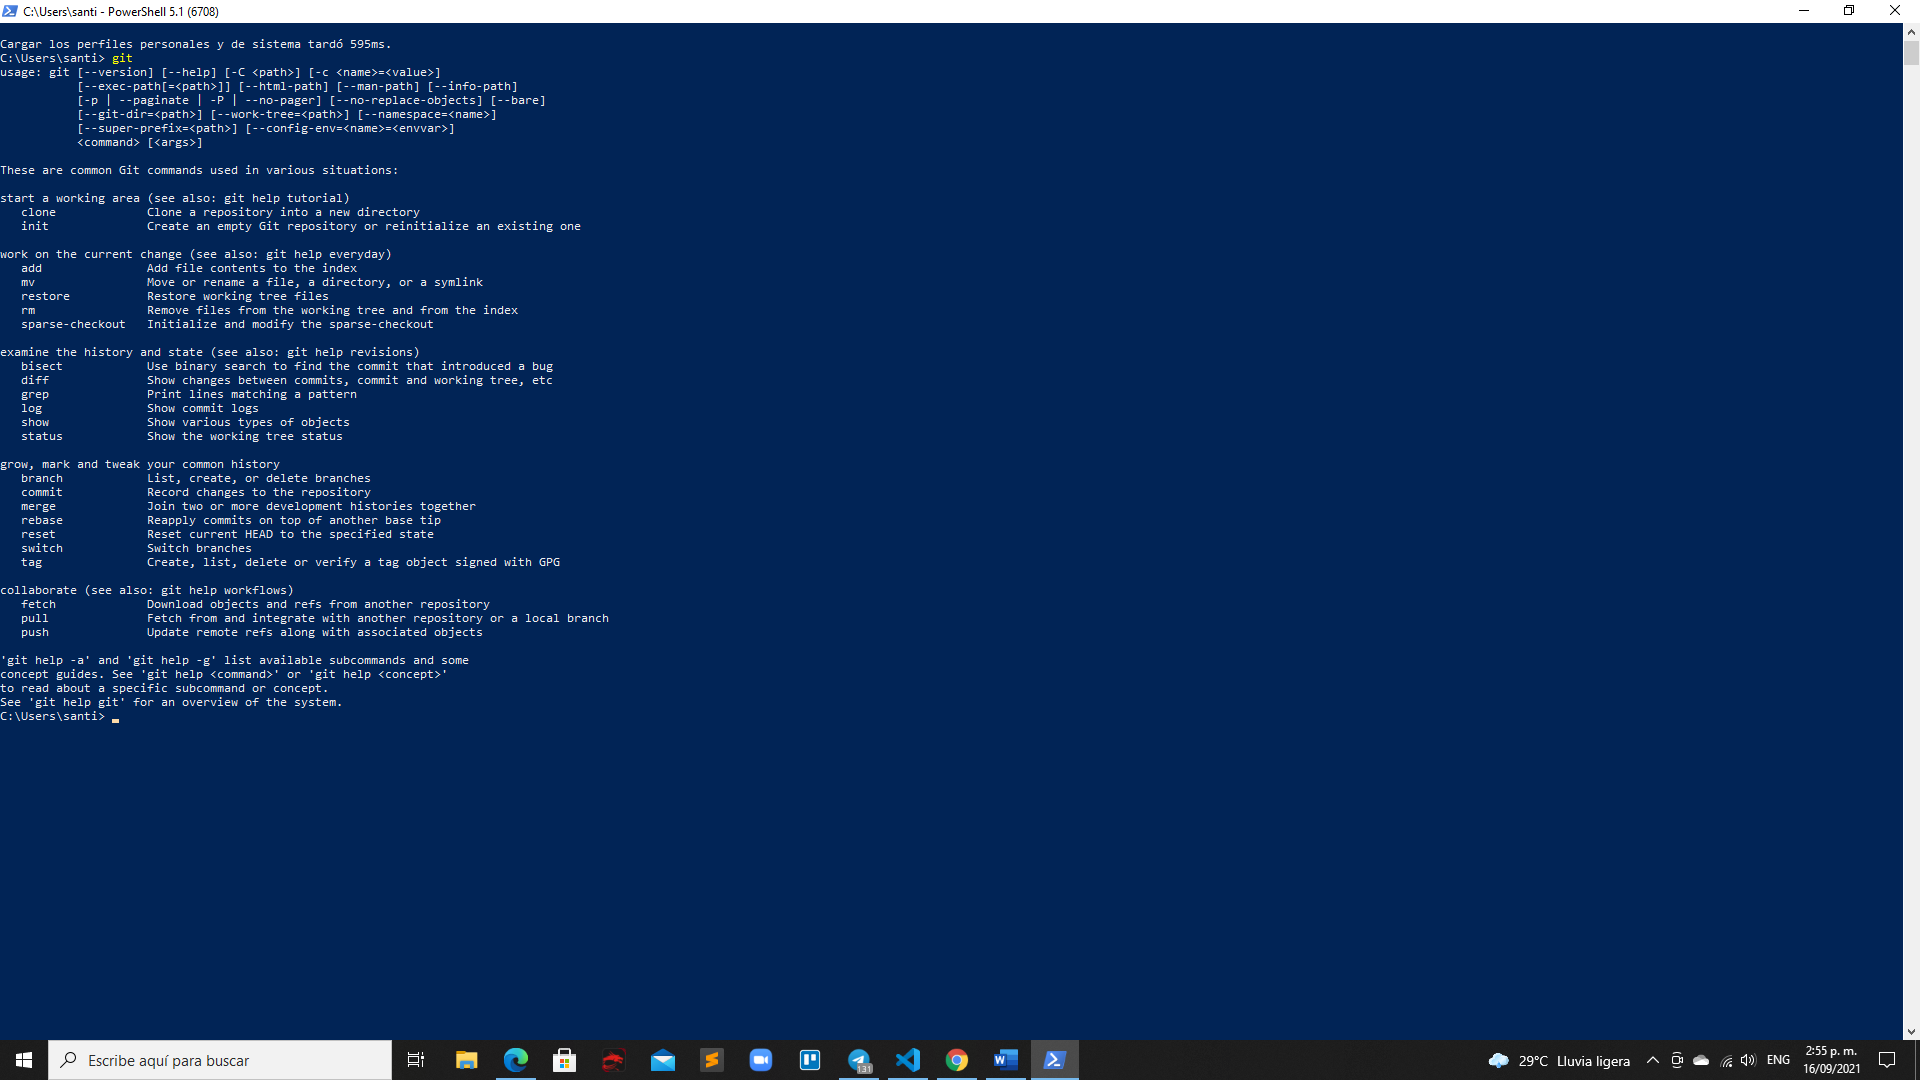 C:\Users\santi - PowerShell 5.1 (6708)
Cargar los perfiles personales y de sistema tardó 595ms.
C:\Users\santi> git
usage: git [--version] [--help] [-C <path>] [-c <name>=<value>]
           [--exec-path[=<path>]] [--html-path] [--man-path] [--info-path]
           [-p | --paginate | -P | --no-pager] [--no-replace-objects] [--bare]
           [--git-dir=<path>] [--work-tree=<path>] [--namespace=<name>]
           [--super-prefix=<path>] [--config-env=<name>=<envvar>]
           <command> [<args>]

These are common Git commands used in various situations:

start a working area (see also: git help tutorial)
   clone             Clone a repository into a new directory
   init              Create an empty Git repository or reinitialize an existing one

work on the current change (see also: git help everyday)
   add               Add file contents to the index
   mv                Move or rename a file, a directory, or a symlink
   restore           Restore working tree files
   rm                Remove files from the working tree and from the index
   sparse-checkout   Initialize and modify the sparse-checkout

examine the history and state (see also: git help revisions)
   bisect            Use binary search to find the commit that introduced a bug
   diff              Show changes between commits, commit and working tree, etc
   grep              Print lines matching a pattern
   log               Show commit logs
   show              Show various types of objects
   status            Show the working tree status

grow, mark and tweak your common history
   branch            List, create, or delete branches
   commit            Record changes to the repository
   merge             Join two or more development histories together
   rebase            Reapply commits on top of another base tip
   reset             Reset current HEAD to the specified state
   switch            Switch branches
   tag               Create, list, delete or verify a tag object signed with GPG

collaborate (see also: git help workflows)
   fetch             Download objects and refs from another repository
   pull              Fetch from and integrate with another repository or a local branch
   push              Update remote refs along with associated objects

'git help -a' and 'git help -g' list available subcommands and some
concept guides. See 'git help <command>' or 'git help <concept>'
to read about a specific subcommand or concept.
See 'git help git' for an overview of the system.
C:\Users\santi>
Escribe aquí para buscar
131
29°C Lluvia ligera
ENG
2:55 p. m.
16/09/2021